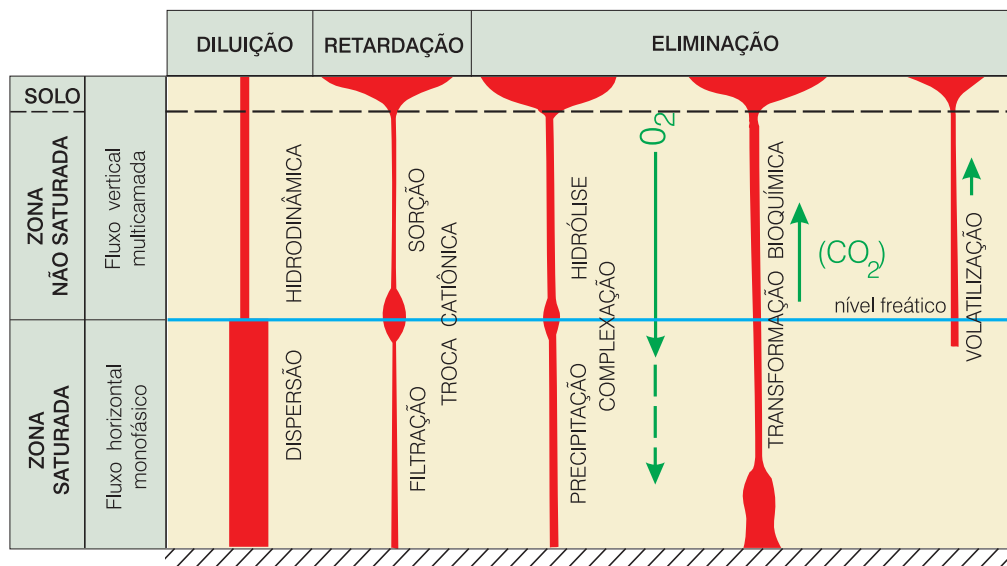 DILUIÇÃO
RETARDAÇÃO
ELIMINAÇÃO
SOLO
ZONA
NÃO SATURADA
Fluxo vertical
multicamada
ZONA
SATURADA
Fluxo horizontal
monofásico
HIDRODINÂMICA
DISPERSÃO
SORÇÃO
TROCA CATIÔNICA
FILTRAÇÃO
HIDRÓLISE
COMPLEXAÇÃO
PRECIPITAÇÃO
O2
TRANSFORMAÇÃO BIOQUÍMICA
(CO2)
nível freático
VOLATILIZAÇÃO